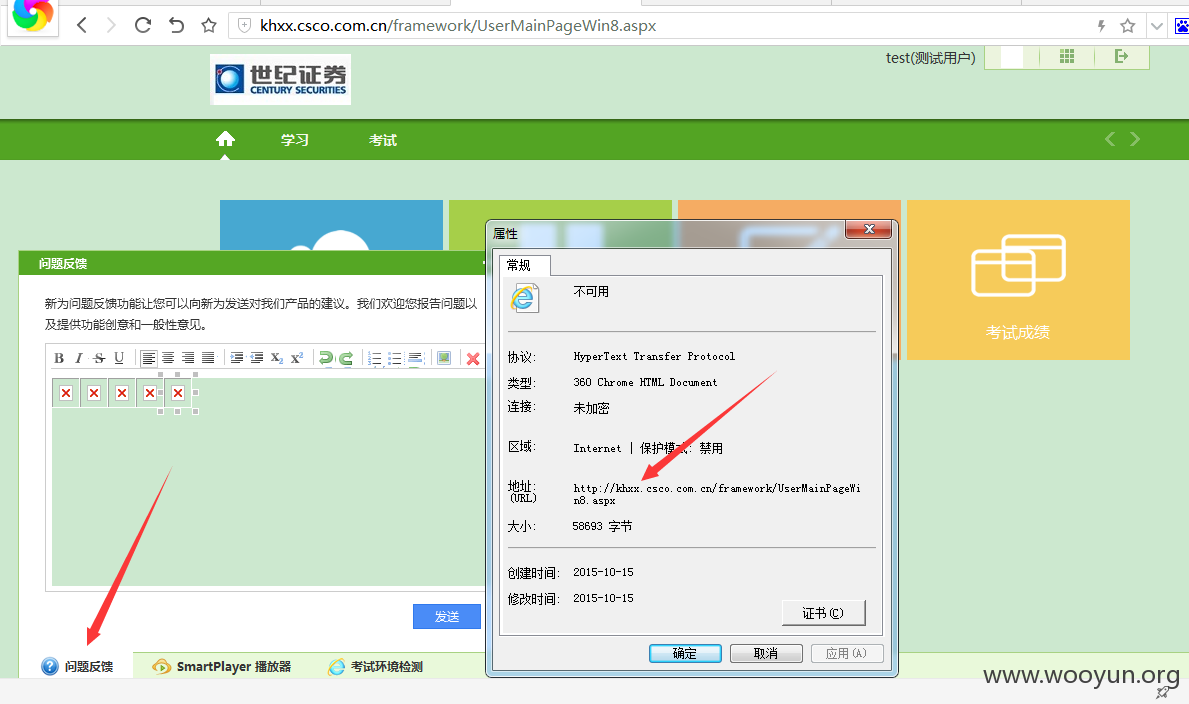 khxx.csco.com.cn/framework/UserMainPageWin8.aspx
test(测试用户)
世纪证券
CENTURY SECURITIES
学习
考试
问题反馈
新为问题反馈功能让您可以向新为发送对我们产品的建议。我们欢迎您报告问题以
及提供功能创意和一般性意见。
B I S U
X₂ X²
发送
问题反馈
SmartPlayer 播放器
考试环境检测
考试成绩
属性
常规
不可用
协议: HyperText Transfer Protocol
类型: 360 Chrome HTML Document
连接: 未加密
区域: Internet | 保护模式: 禁用
地址: http://khxx.csco.com.cn/framework/UserMainPageWi
(URL) n8.aspx
大小: 58693 字节
创建时间: 2015-10-15
修改时间: 2015-10-15
证书(C)
确定
取消
应用(A)
www.wooyun.org